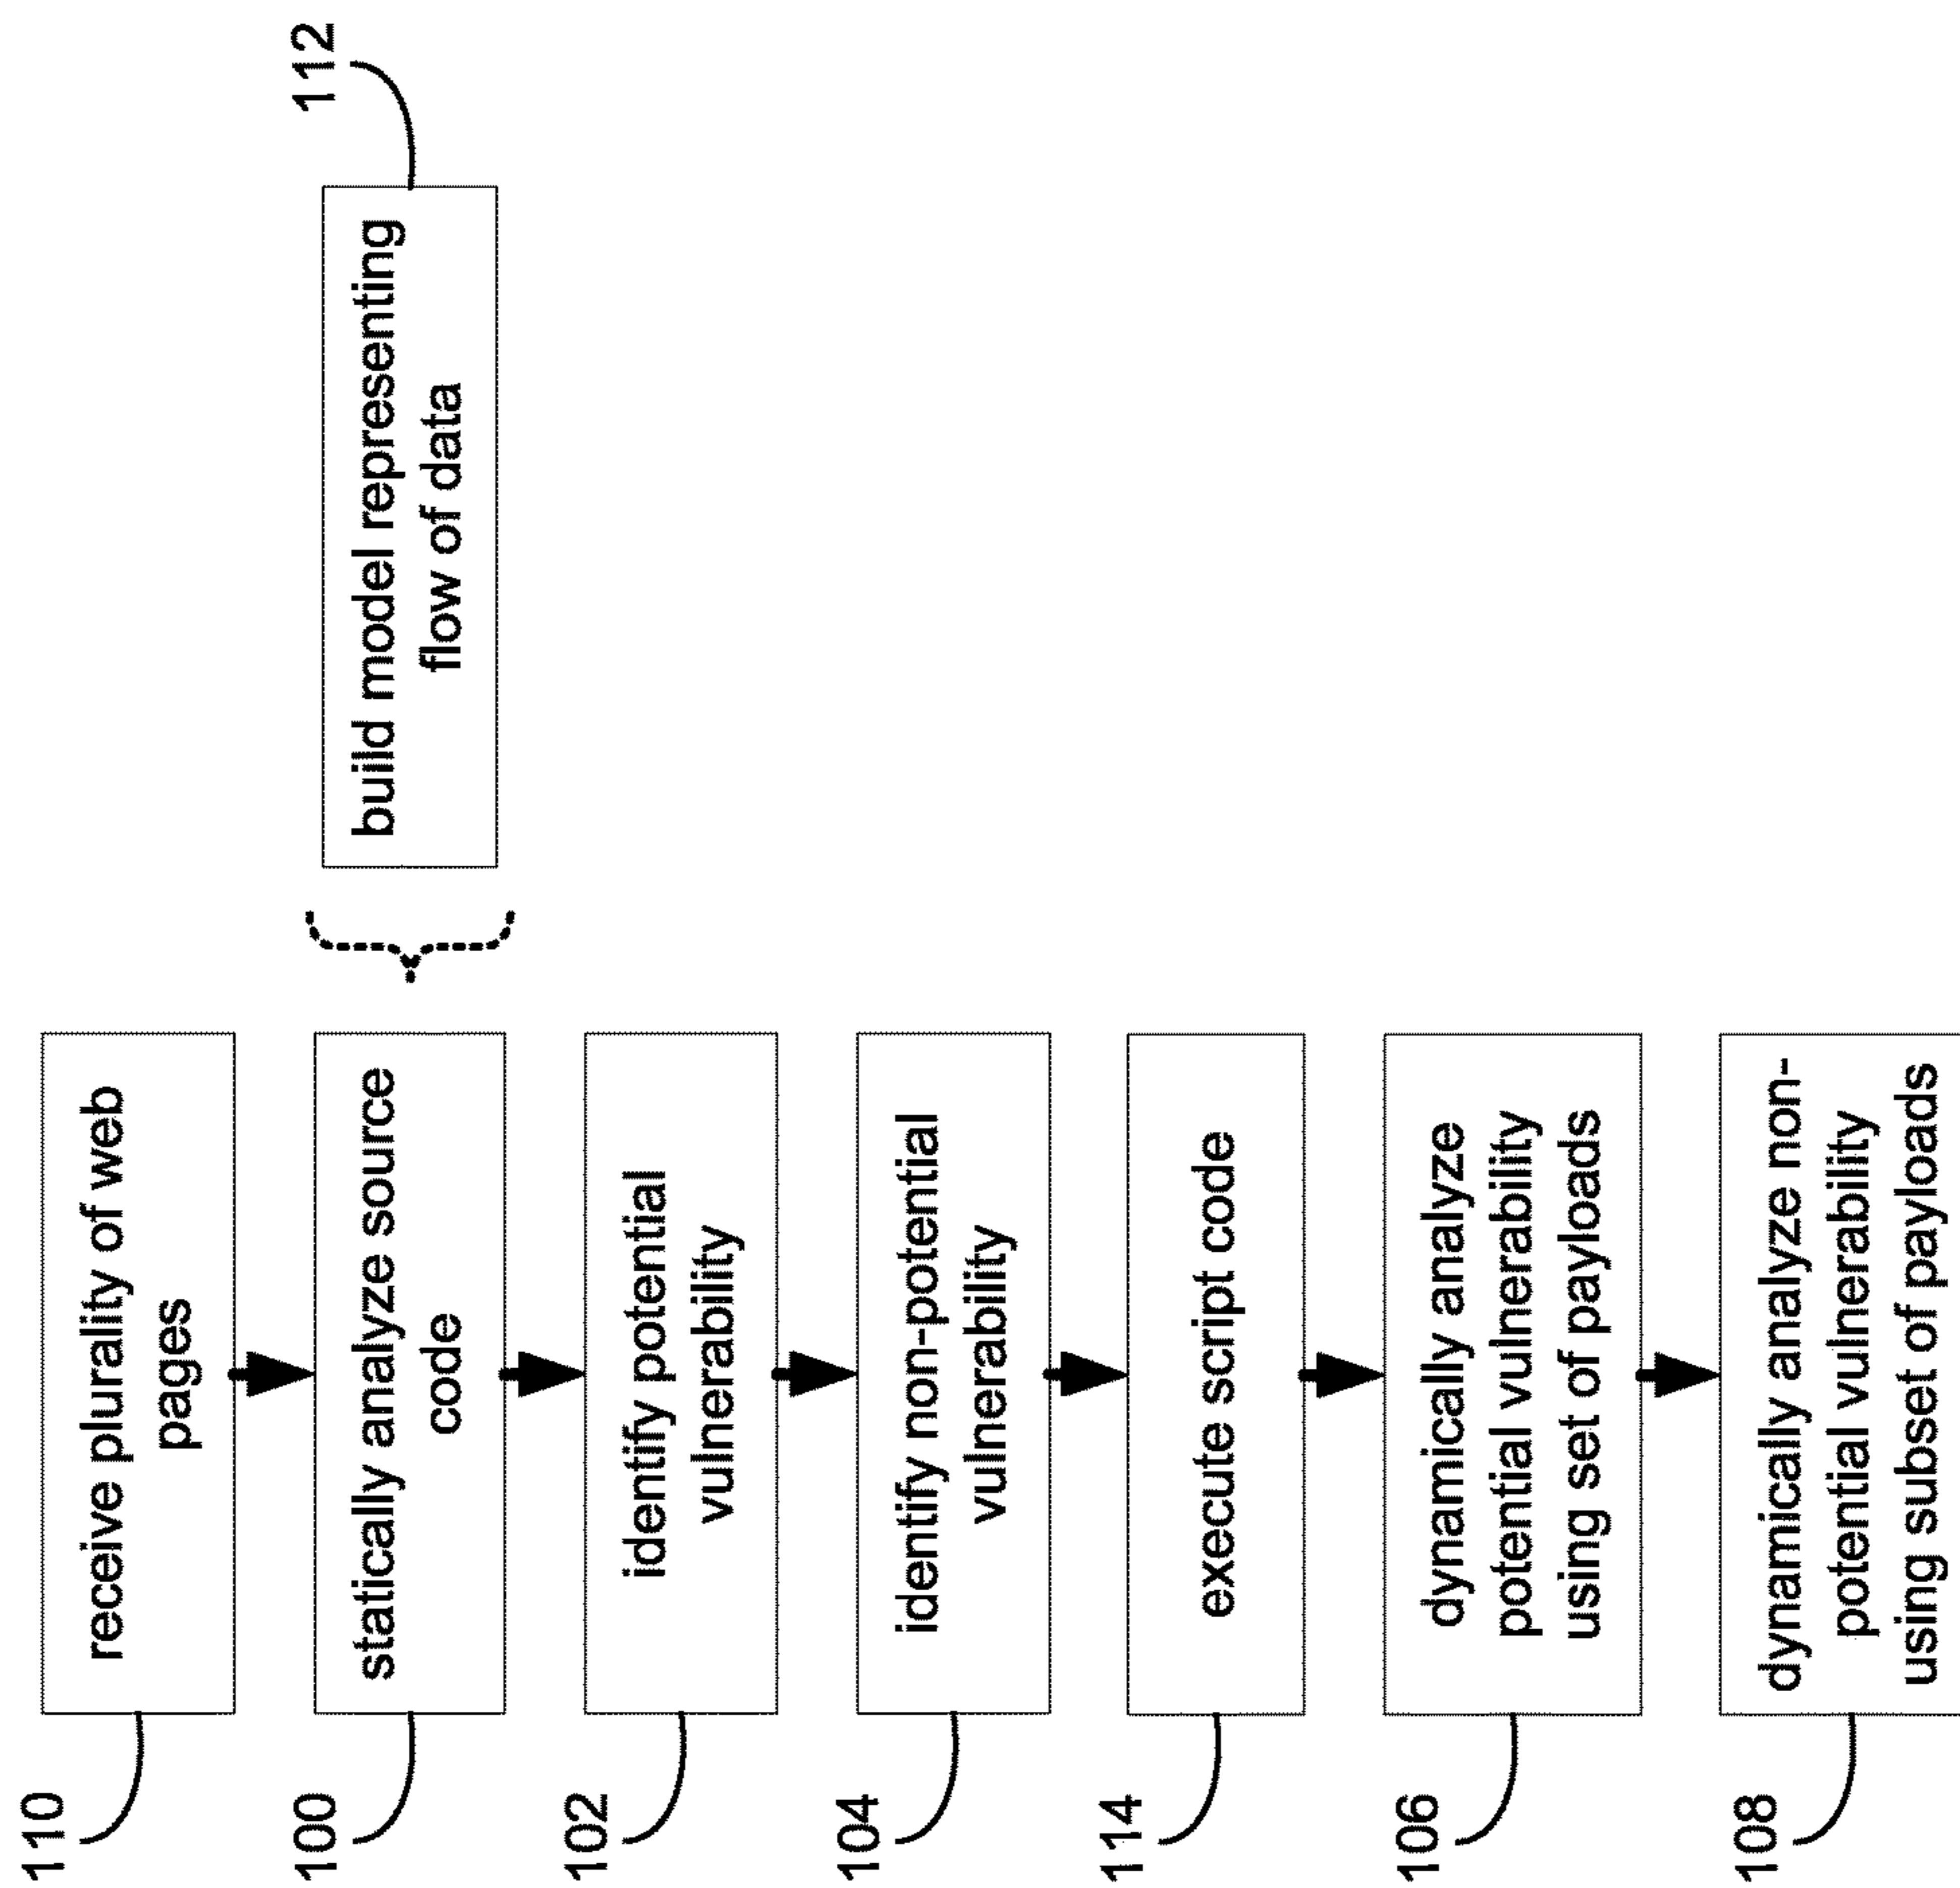 110
receive plurality of web
pages
100
statically analyze source
code
112
build model representing
flow of data
102
identify potential
vulnerability
104
identify non-potential
vulnerability
114
execute script code
106
dynamically analyze
potential vulnerability
using set of payloads
108
dynamically analyze non-
potential vulnerability
using subset of payloads